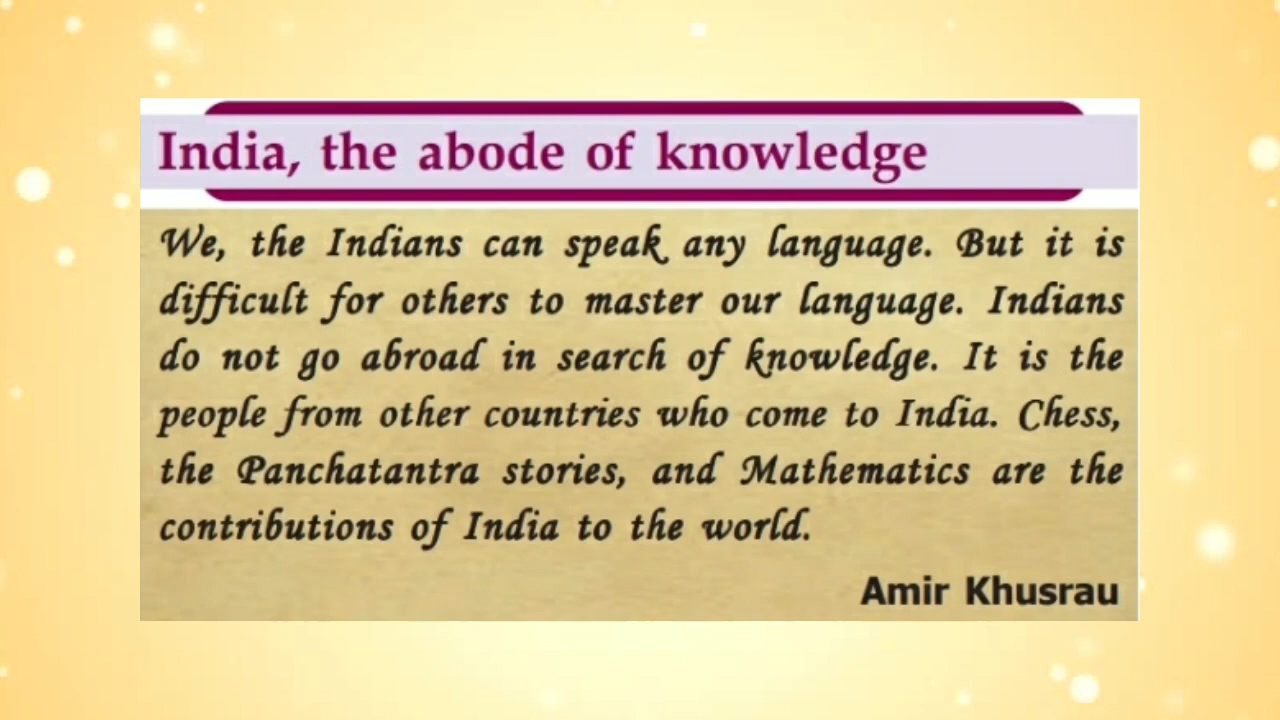 India, the abode of knowledge
We, the Indians can speak any language. But it is
difficult for others to master our language. Indians
do not go abroad in search of knowledge. It is the
people from other countries who come to India. Chess,
the Panchatantra stories, and Mathematics are the
contributions of India to the world.
Amir Khusrau